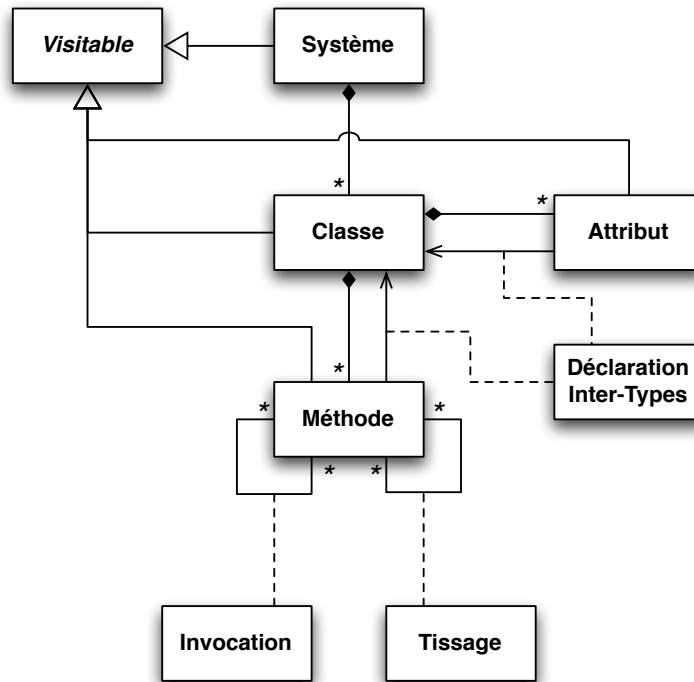 Visitable
Système
*
Classe
*
Attribut
*
Déclaration
Inter-Types
*
Méthode
*
*
*
Invocation
Tissage